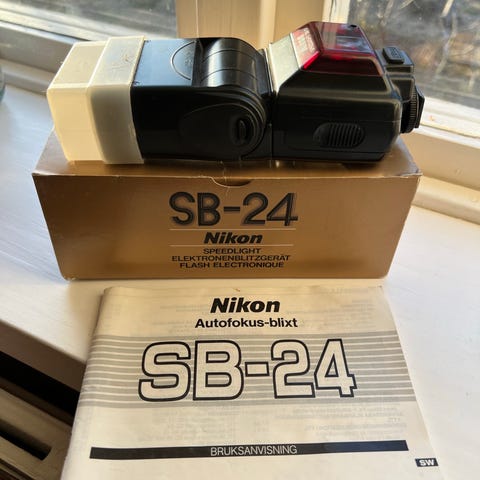 SB-24
Nikon
SPEEDLIGHT
ELEKTRONENBLITZGERÄT
FLASH ELECTRONIQUE
Nikon
Autofokus-blixt
SB-24
BRUKSANVISNING
SW